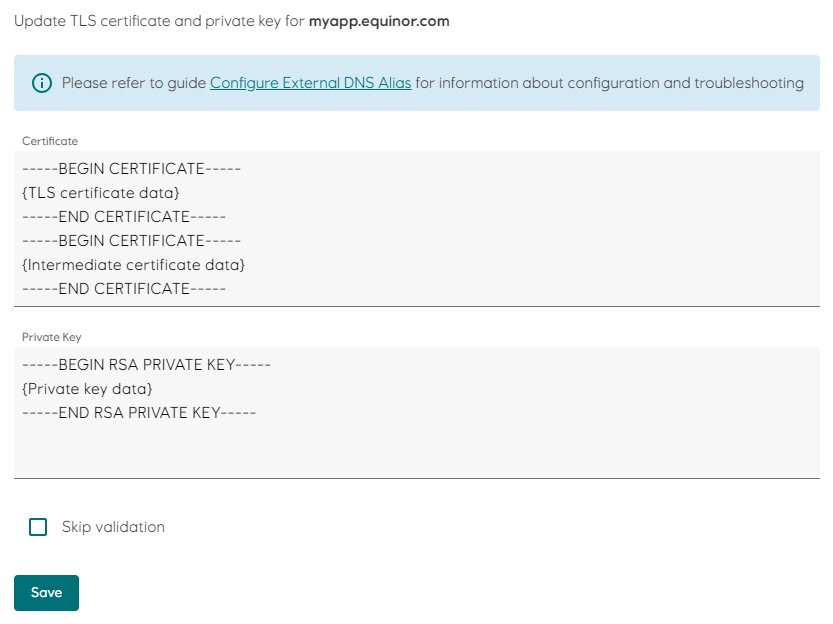 Update TLS certificate and private key for myapp.equinor.com
Please refer to guide Configure External DNS Alias for information about configuration and troubleshooting
Certificate
-----BEGIN CERTIFICATE-----
{TLS certificate data}
-----END CERTIFICATE-----
-----BEGIN CERTIFICATE-----
{Intermediate certificate data}
-----END CERTIFICATE-----
Private Key
-----BEGIN RSA PRIVATE KEY-----
{Private key data}
-----END RSA PRIVATE KEY-----
Skip validation
Save